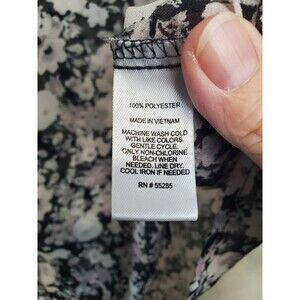 100% POLYESTER
MADE IN VIETNAM
MACHINE WASH COLD
WITH LIKE COLORS.
GENTLE CYCLE.
ONLY NON-CHLORINE
BLEACH WHEN
NEEDED. LINE DRY.
COOL IRON IF NEEDED
RN # 55285